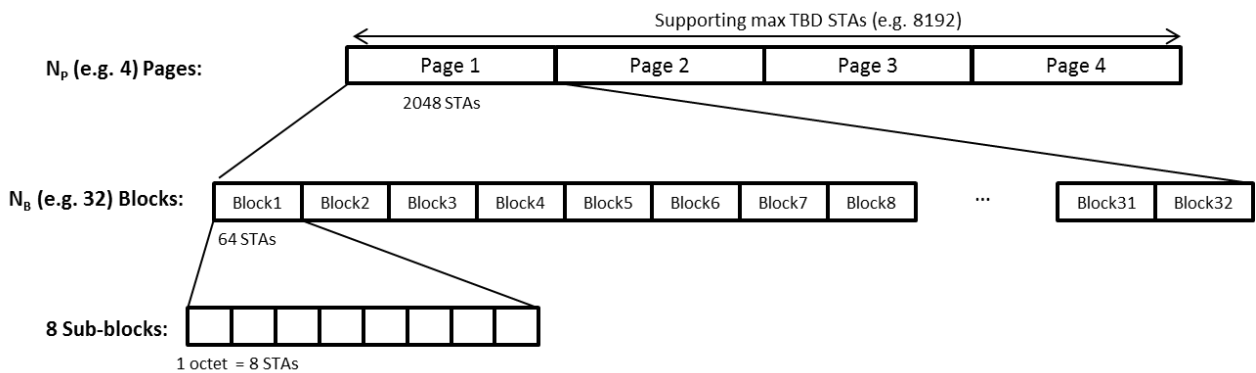 Supporting max TBD STAs (e.g. 8192)
N_P (e.g. 4) Pages:
Page 1
Page 2
Page 3
Page 4
2048 STAs
N_B (e.g. 32) Blocks:
Block1
Block2
Block3
Block4
Block5
Block6
Block7
Block8
...
Block31
Block32
64 STAs
8 Sub-blocks:
1 octet = 8 STAs